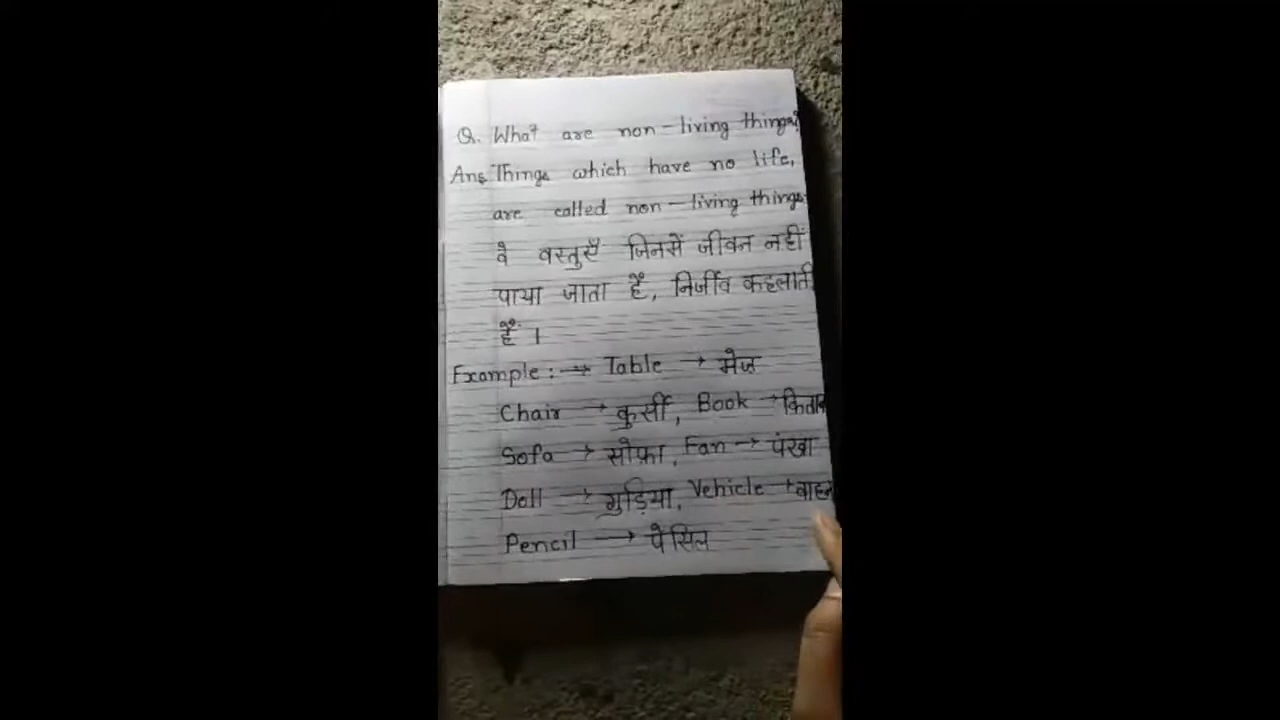 Q. What are non-living things?
Ans Things which have no life,
are called non-living things.
वे वस्तुएँ जिनमें जीवन नहीं
पाया जाता हैं, निर्जीव कहलाती
हैं ।
Example :→ Table → मेज
Chair → कुर्सी, Book → किताब
Sofa → सोफ़ा, Fan → पंखा
Doll → गुड़िया, Vehicle → वाहन
Pencil → पेंसिल